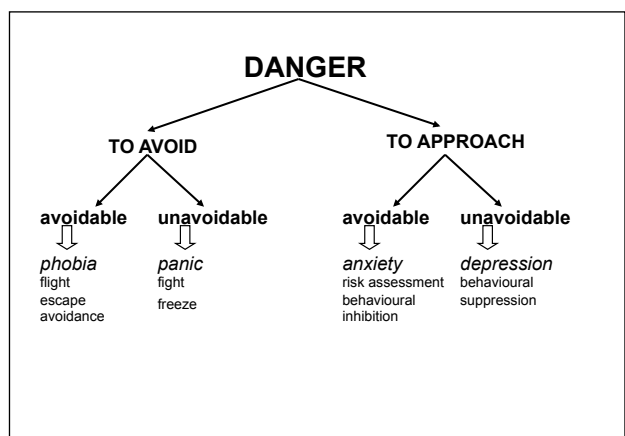 DANGER
TO AVOID
TO APPROACH
avoidable
unavoidable
avoidable
unavoidable
phobia
flight
escape
avoidance
panic
fight
freeze
anxiety
risk assessment
behavioural
inhibition
depression
behavioural
suppression